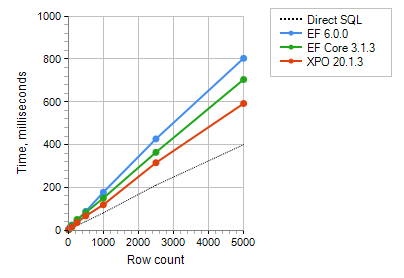 1000
800
600
400
200
0
Time, milliseconds
0 1000 2000 3000 4000 5000
Row count
Direct SQL
EF 6.0.0
EF Core 3.1.3
XPO 20.1.3